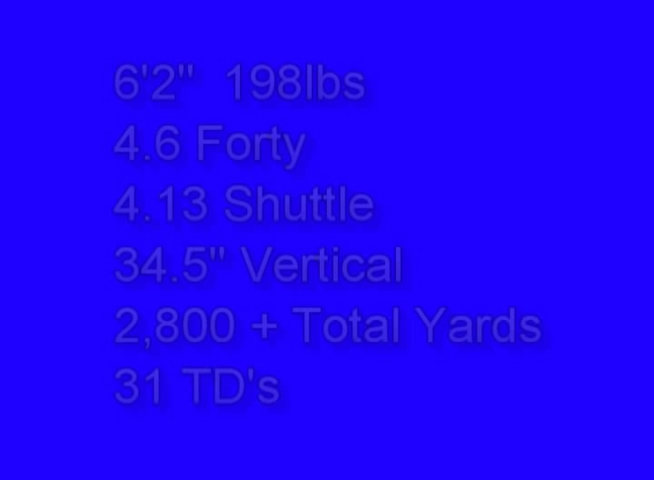 6'2"  198lbs
4.6 Forty
4.13 Shuttle
34.5" Vertical
2,800 + Total Yards
31 TD's